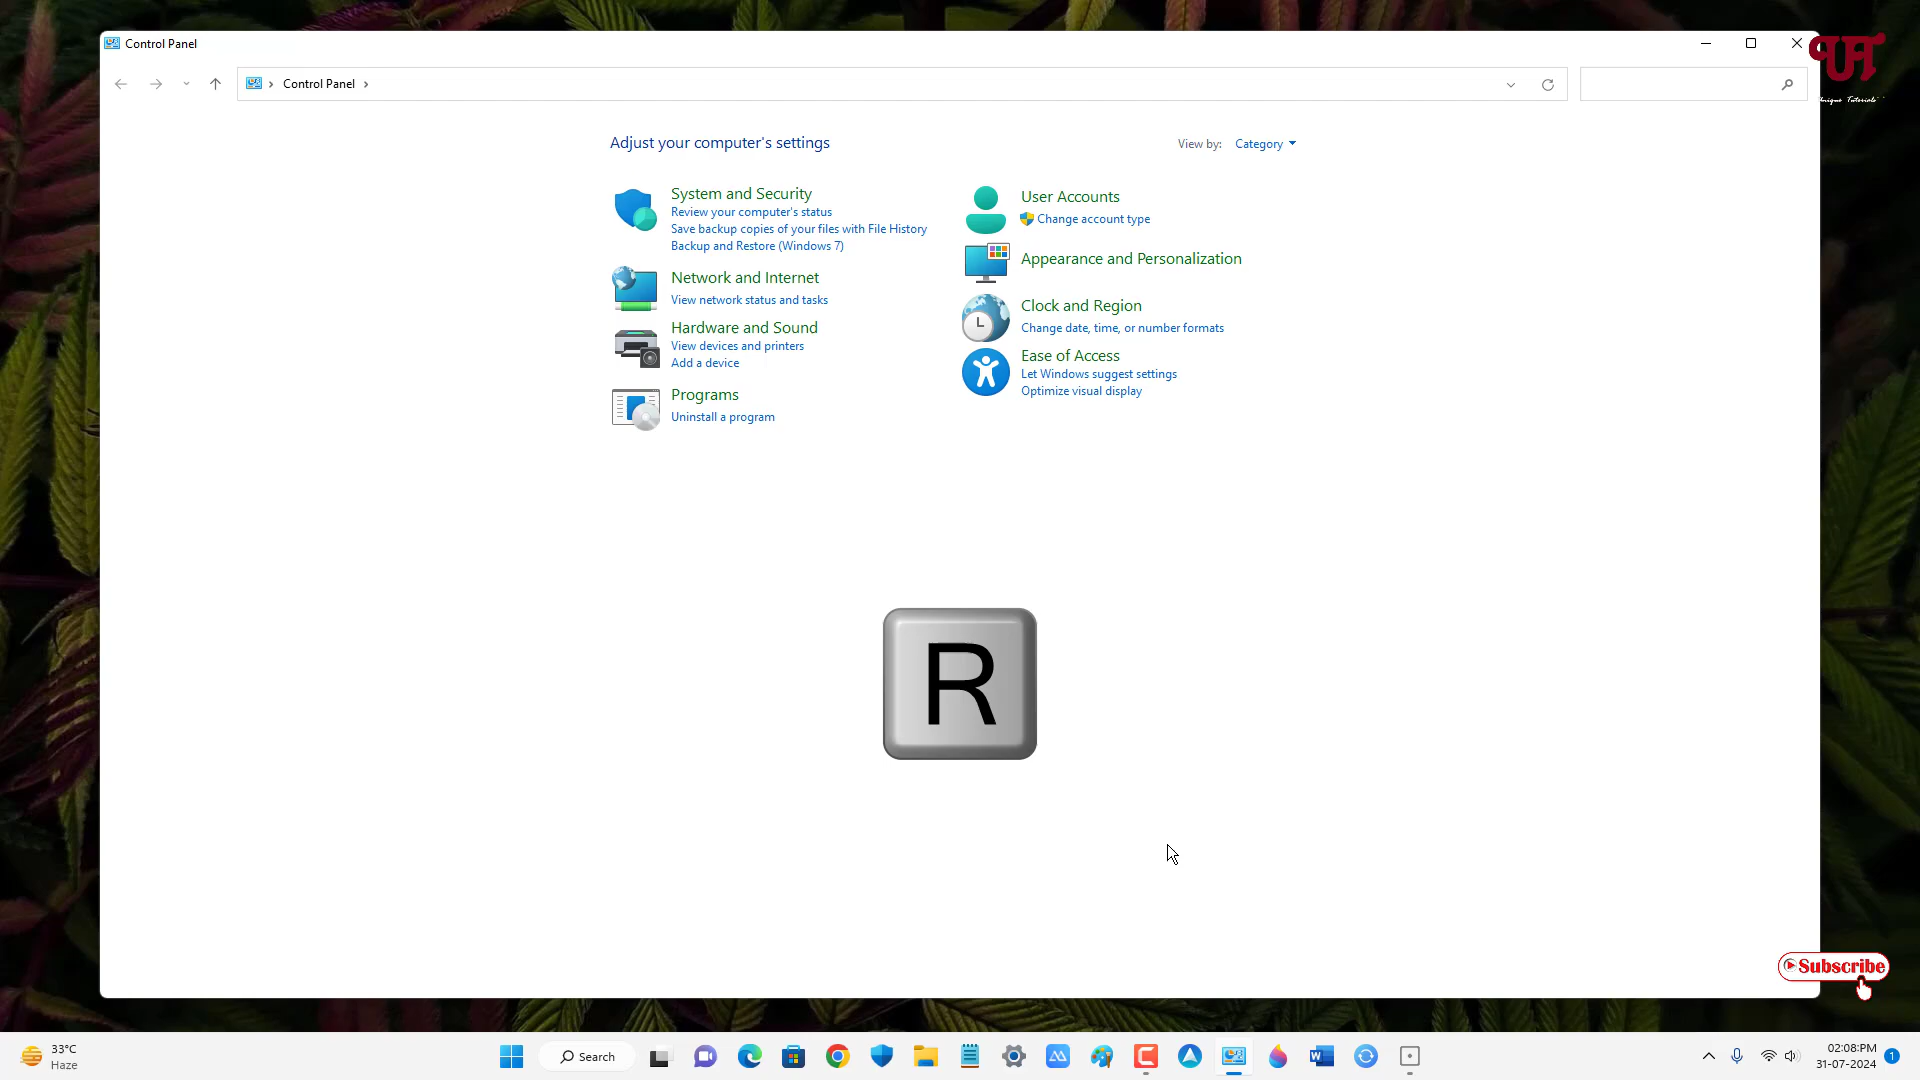 Control Panel
Control Panel
Adjust your computer's settings
View by: Category
System and Security
Review your computer's status
Save backup copies of your files with File History
Backup and Restore (Windows 7)
Network and Internet
View network status and tasks
Hardware and Sound
View devices and printers
Add a device
Programs
Uninstall a program
User Accounts
Change account type
Appearance and Personalization
Clock and Region
Change date, time, or number formats
Ease of Access
Let Windows suggest settings
Optimize visual display
R
UT
Unique Tutorials
Subscribe
33°C
Haze
Search
02:08:PM
31-07-2024
1